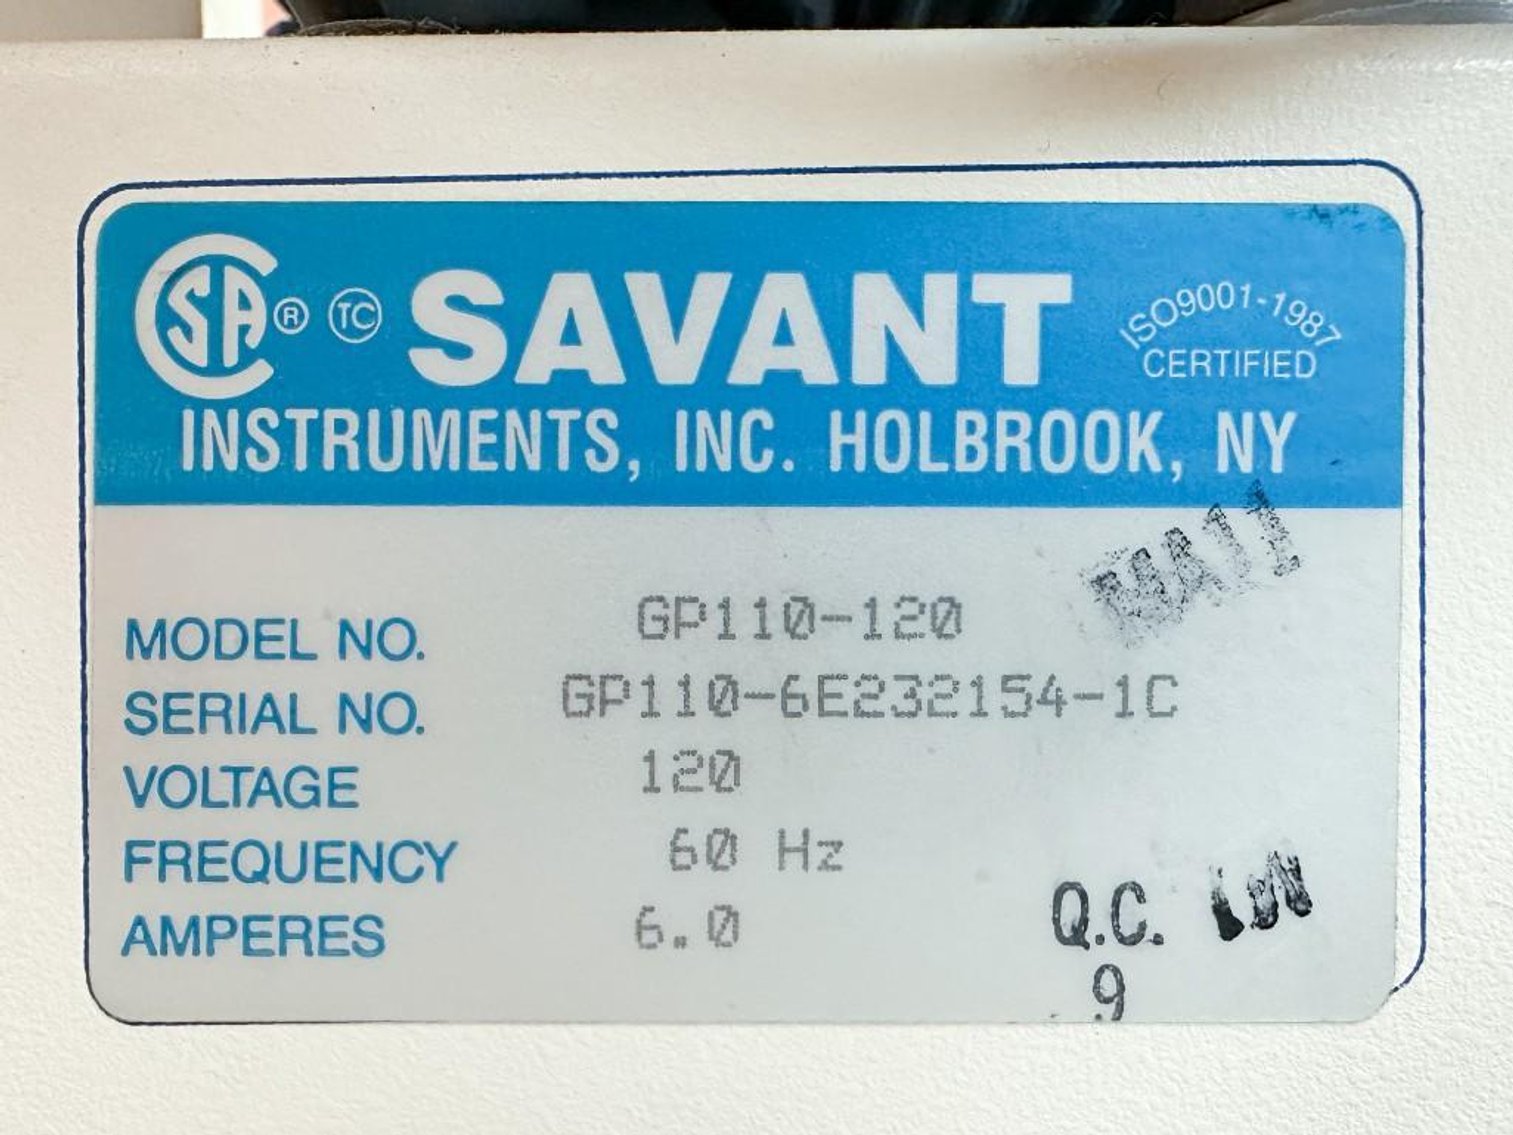 CSA ® TC SAVANT ISO9001-1987
CERTIFIED
INSTRUMENTS, INC. HOLBROOK, NY
MODEL NO. GP110-120
SERIAL NO. GP110-6E232154-1C
VOLTAGE 120
FREQUENCY 60 Hz
AMPERES 6.0
Q.C.
9